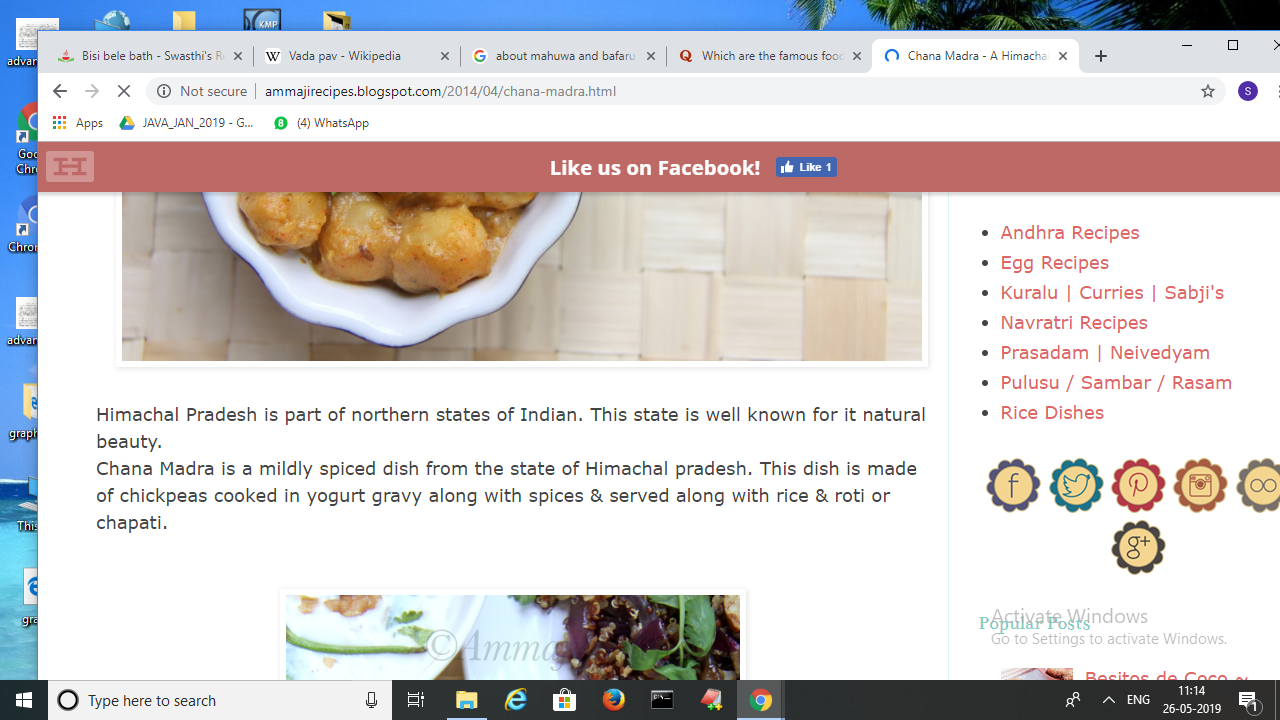 KMP
advan
Bisi bele bath - Swasthi's R
Vada pav - Wikipedia
about mahuwa and bafaru
Which are the famous food
Chana Madra - A Himacha
Not secure
ammajirecipes.blogspot.com/2014/04/chana-madra.html
S
Apps
JAVA_JAN_2019 - G...
(4) WhatsApp
Goo
Chro
Like us on Facebook!
Like 1
Chrom
advan
graph
This
gra
Andhra Recipes
Egg Recipes
Kuralu | Curries | Sabji's
Navratri Recipes
Prasadam | Neivedyam
Pulusu / Sambar / Rasam
Rice Dishes
Himachal Pradesh is part of northern states of Indian. This state is well known for it natural
beauty.
Chana Madra is a mildly spiced dish from the state of Himachal pradesh. This dish is made
of chickpeas cooked in yogurt gravy along with spices & served along with rice & roti or
chapati.
g+
©Ammaj
Popular Posts
Activate Windows
Go to Settings to activate Windows.
Besitos de Coco ~
Type here to search
ENG
11:14
26-05-2019
1